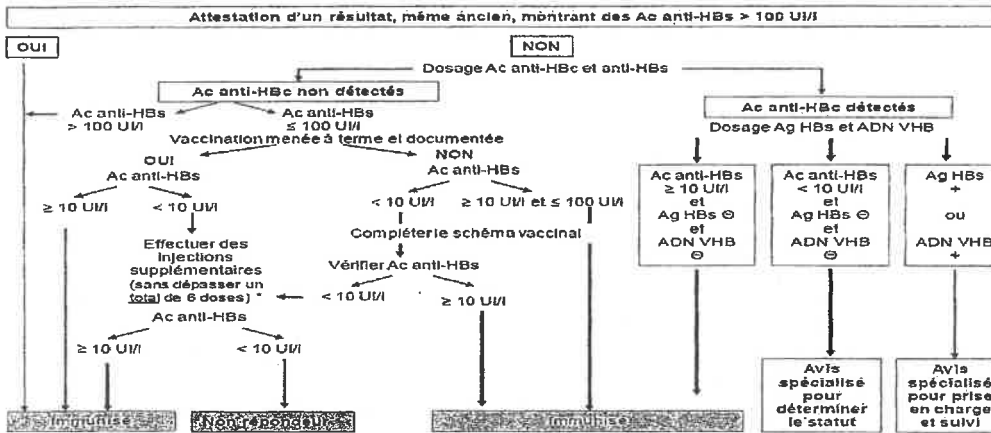 Attestation d'un résultat, même ancien, montrant des Ac anti-HBs > 100 UI/l
OUI
NON
Dosage Ac anti-HBc et anti-HBs
Ac anti-HBc non détectés
Ac anti-HBs
> 100 UI/l
Ac anti-HBs
≤ 100 UI/l
Vaccination menée à terme et documentée
OUI
Ac anti-HBs
≥ 10 UI/l
< 10 UI/l
Effectuer des
injections
supplémentaires
(sans dépasser un
total de 6 doses) *
Ac anti-HBs
≥ 10 UI/l
< 10 UI/l
NON
Ac anti-HBs
< 10 UI/l
≥ 10 UI/l et ≤ 100 UI/l
Compléter le schéma vaccinal
Vérifier Ac anti-HBs
< 10 UI/l
≥ 10 UI/l
Ac anti-HBc détectés
Dosage Ag HBs et ADN VHB
Ac anti-HBs
≥ 10 UI/l
et
Ag HBs ⊖
et
ADN VHB
⊖
Ac anti-HBs
< 10 UI/l
et
Ag HBs ⊖
et
ADN VHB
⊖
Ag HBs
+
ou
ADN VHB
+
Avis
spécialisé
pour
déterminer
le statut
Avis
spécialisé
pour prise
en charge
et suivi
Immunisé
Non répondeur
Immunisé